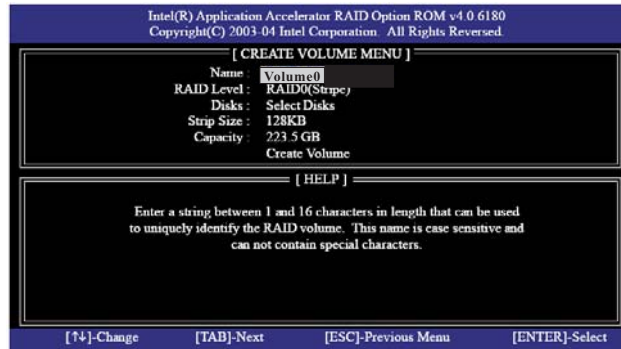 Intel(R) Application Accelerator RAID Option ROM v4.0 6180
Copyright(C) 2003-04 Intel Corporation. All Rights Reversed.
[ CREATE VOLUME MENU ]
Name : Volume0
RAID Level : RAID0(Stripe)
Disks : Select Disks
Strip Size : 128KB
Capacity : 223.5 GB
Create Volume
[ HELP ]
Enter a string between 1 and 16 characters in length that can be used
to uniquely identify the RAID volume. This name is case sensitive and
can not contain special characters.
[↑↓]-Change [TAB]-Next [ESC]-Previous Menu [ENTER]-Select